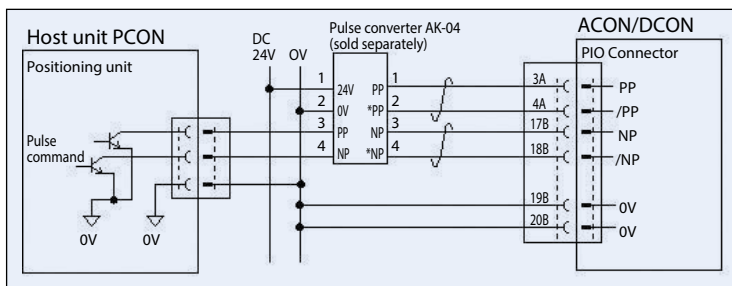 Host unit PCON
Positioning unit
Pulse
command
0V
0V
DC
24V
0V
Pulse converter AK-04
(sold separately)
1
24V
PP
1
2
0V
*PP
2
3
PP
NP
3
4
NP
*NP
4
ACON/DCON
PIO Connector
3A
PP
4A
/PP
17B
NP
18B
/NP
19B
0V
20B
0V